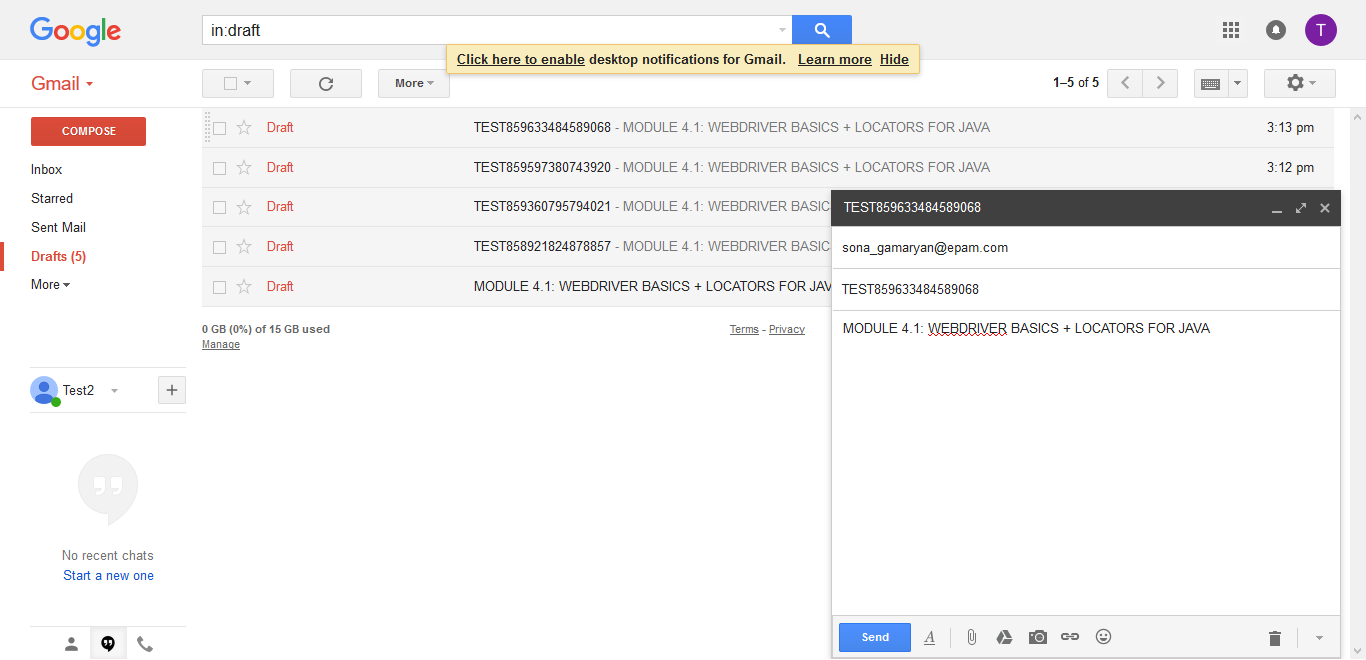 Google
in:draft
T
Click here to enable desktop notifications for Gmail. Learn more Hide
Gmail
More
1–5 of 5
COMPOSE
Inbox
Starred
Sent Mail
Drafts (5)
More
Draft TEST859633484589068 - MODULE 4.1: WEBDRIVER BASICS + LOCATORS FOR JAVA 3:13 pm
Draft TEST859597380743920 - MODULE 4.1: WEBDRIVER BASICS + LOCATORS FOR JAVA 3:12 pm
Draft TEST859360795794021 - MODULE 4.1: WEBDRIVER BASIC
Draft TEST858921824878857 - MODULE 4.1: WEBDRIVER BASIC
Draft MODULE 4.1: WEBDRIVER BASICS + LOCATORS FOR JAV
0 GB (0%) of 15 GB used
Manage
Terms - Privacy
Test2
No recent chats
Start a new one
TEST859633484589068
sona_gamaryan@epam.com
TEST859633484589068
MODULE 4.1: WEBDRIVER BASICS + LOCATORS FOR JAVA
Send
A